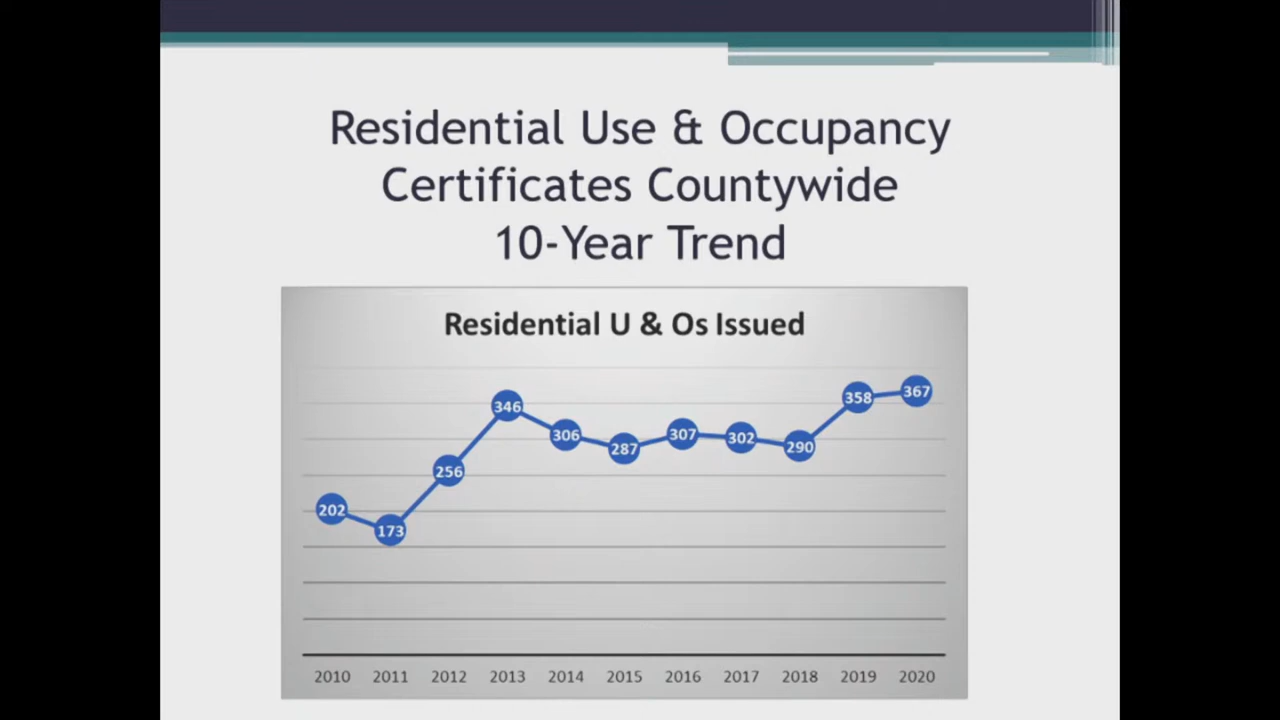 Residential Use & Occupancy
Certificates Countywide
10-Year Trend
Residential U & Os Issued
202
173
256
346
306
287
307
302
290
358
367
2010 2011 2012 2013 2014 2015 2016 2017 2018 2019 2020